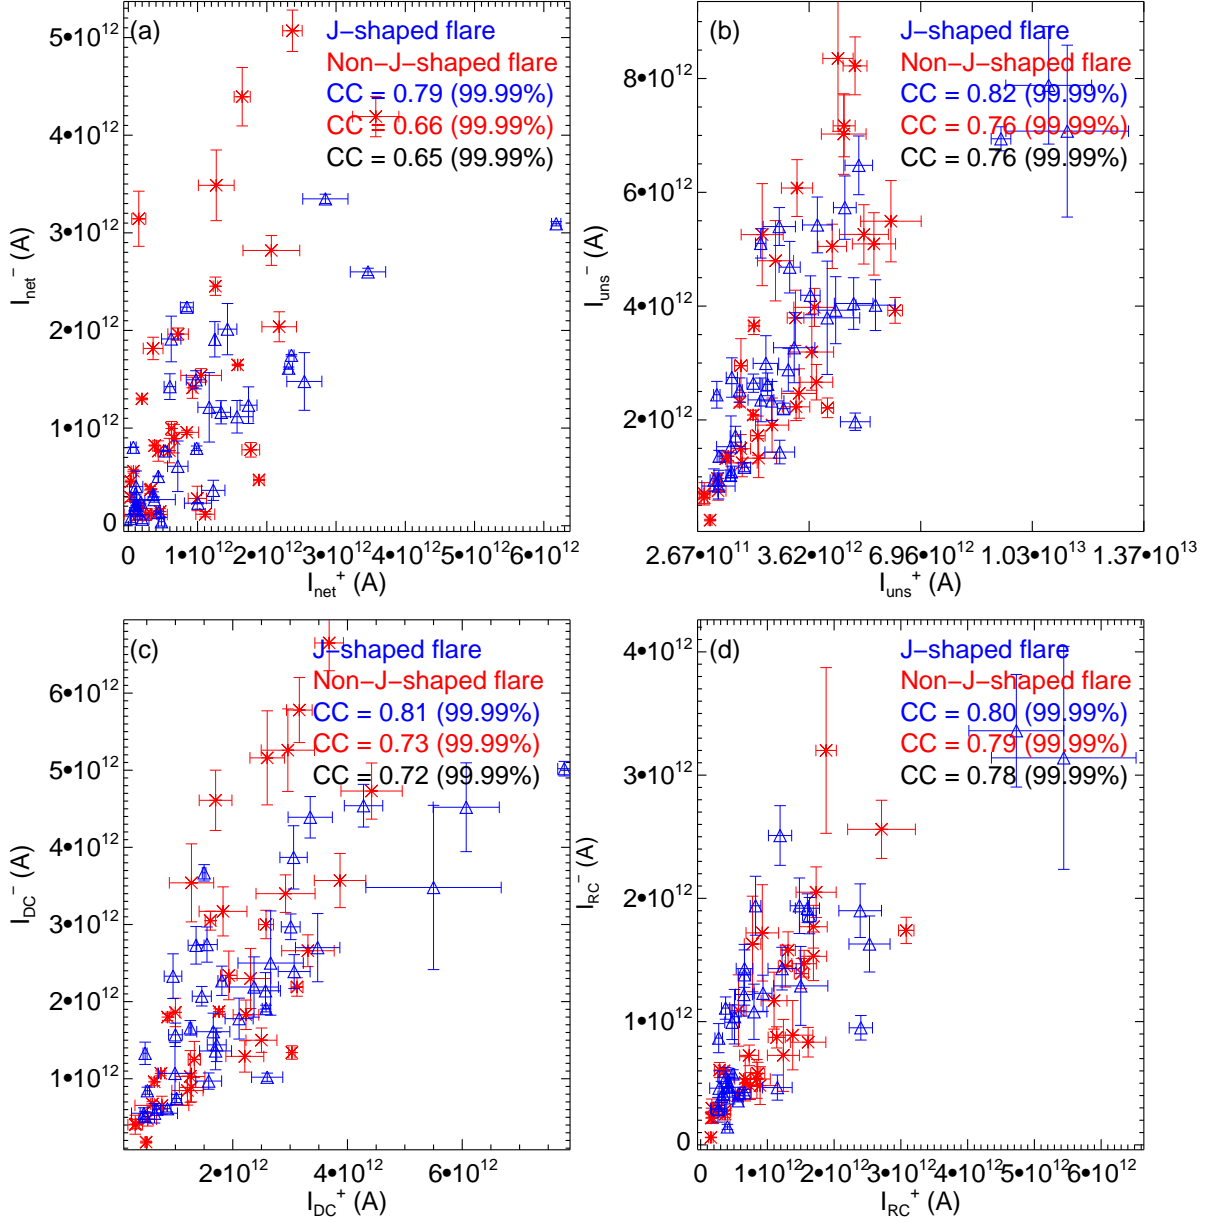 (a)
J−shaped flare
Non−J−shaped flare
CC = 0.79 (99.99%)
CC = 0.66 (99.99%)
CC = 0.65 (99.99%)
5•10¹²
4•10¹²
3•10¹²
2•10¹²
1•10¹²
0
I_net⁻ (A)
0 1•10¹² 2•10¹² 3•10¹² 4•10¹² 5•10¹² 6•10¹²
I_net⁺ (A)
(b)
J−shaped flare
Non−J−shaped flare
CC = 0.82 (99.99%)
CC = 0.76 (99.99%)
CC = 0.76 (99.99%)
8•10¹²
6•10¹²
4•10¹²
2•10¹²
I_uns⁻ (A)
2.67•10¹¹ 3.62•10¹² 6.96•10¹² 1.03•10¹³ 1.37•10¹³
I_uns⁺ (A)
(c)
J−shaped flare
Non−J−shaped flare
CC = 0.81 (99.99%)
CC = 0.73 (99.99%)
CC = 0.72 (99.99%)
6•10¹²
5•10¹²
4•10¹²
3•10¹²
2•10¹²
1•10¹²
I_DC⁻ (A)
2•10¹² 4•10¹² 6•10¹²
I_DC⁺ (A)
(d)
J−shaped flare
Non−J−shaped flare
CC = 0.80 (99.99%)
CC = 0.79 (99.99%)
CC = 0.78 (99.99%)
4•10¹²
3•10¹²
2•10¹²
1•10¹²
0
I_RC⁻ (A)
0 1•10¹² 2•10¹² 3•10¹² 4•10¹² 5•10¹² 6•10¹²
I_RC⁺ (A)